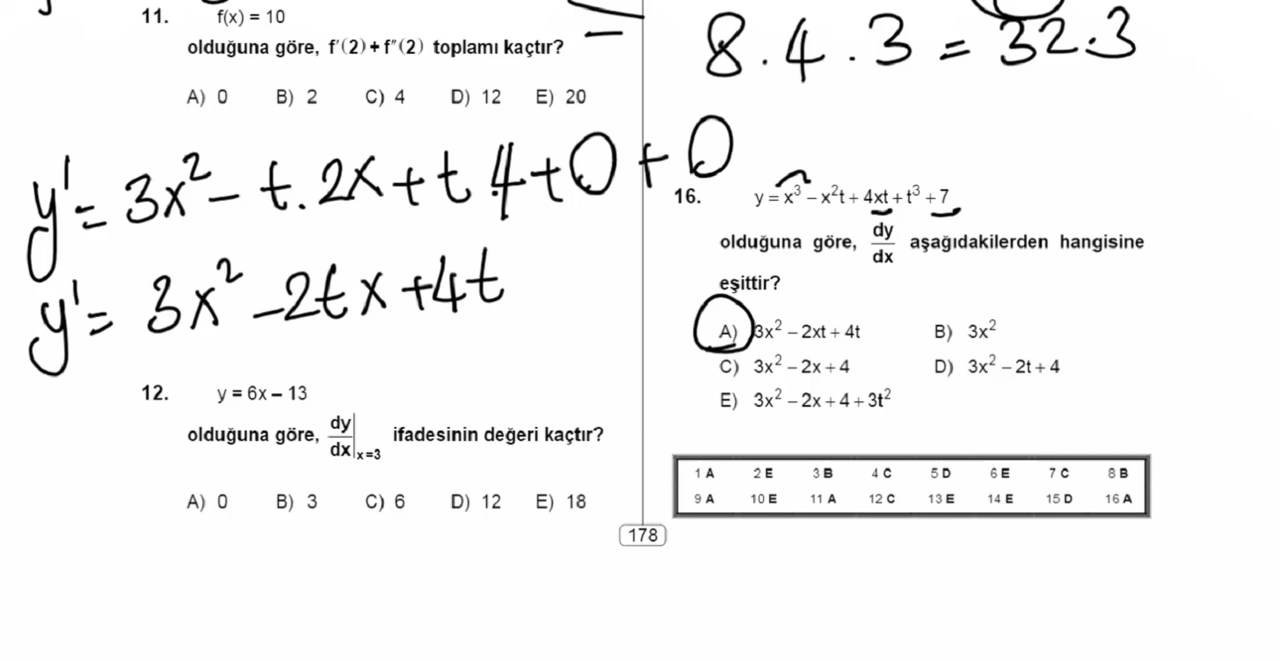 11. f(x) = 10
olduğuna göre, f'(2) + f"(2) toplamı kaçtır?
A) 0 B) 2 C) 4 D) 12 E) 20
y' = 3x² - t.2x + t 4 + 0 + 0
y' = 3x² - 2tx + 4t
12. y = 6x – 13
olduğuna göre, dy/dx|x=3 ifadesinin değeri kaçtır?
A) 0 B) 3 C) 6 D) 12 E) 18
8 . 4 . 3 = 32.3
16. y = x³ – x²t + 4xt + t³ + 7
olduğuna göre, dy/dx aşağıdakilerden hangisine
eşittir?
A) 3x² – 2xt + 4t B) 3x²
C) 3x² – 2x + 4 D) 3x² – 2t + 4
E) 3x² – 2x + 4 + 3t²
1 A 2 E 3 B 4 C 5 D 6 E 7 C 8 B
9 A 10 E 11 A 12 C 13 E 14 E 15 D 16 A
178